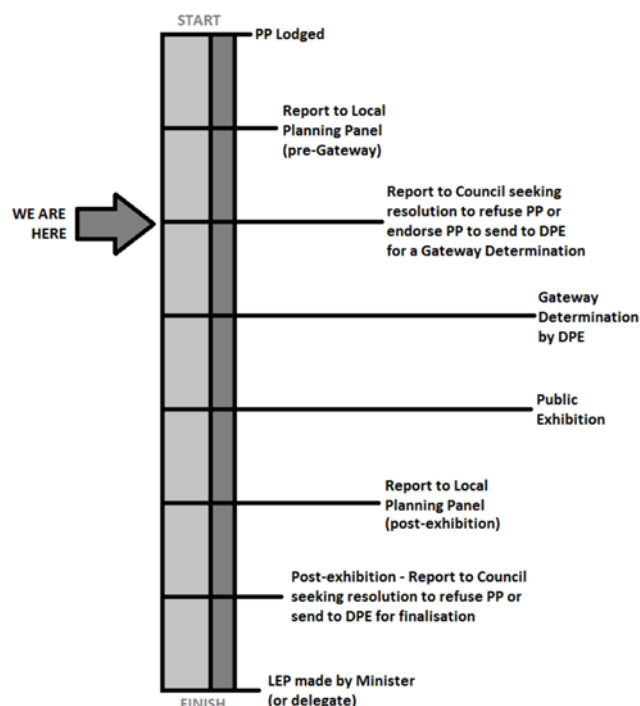 START
PP Lodged
Report to Local
Planning Panel
(pre-Gateway)
WE ARE
HERE
Report to Council seeking
resolution to refuse PP or
endorse PP to send to DPE
for a Gateway Determination
Gateway
Determination
by DPE
Public
Exhibition
Report to Local
Planning Panel
(post-exhibition)
Post-exhibition - Report to Council
seeking resolution to refuse PP or
send to DPE for finalisation
LEP made by Minister
(or delegate)
FINISH